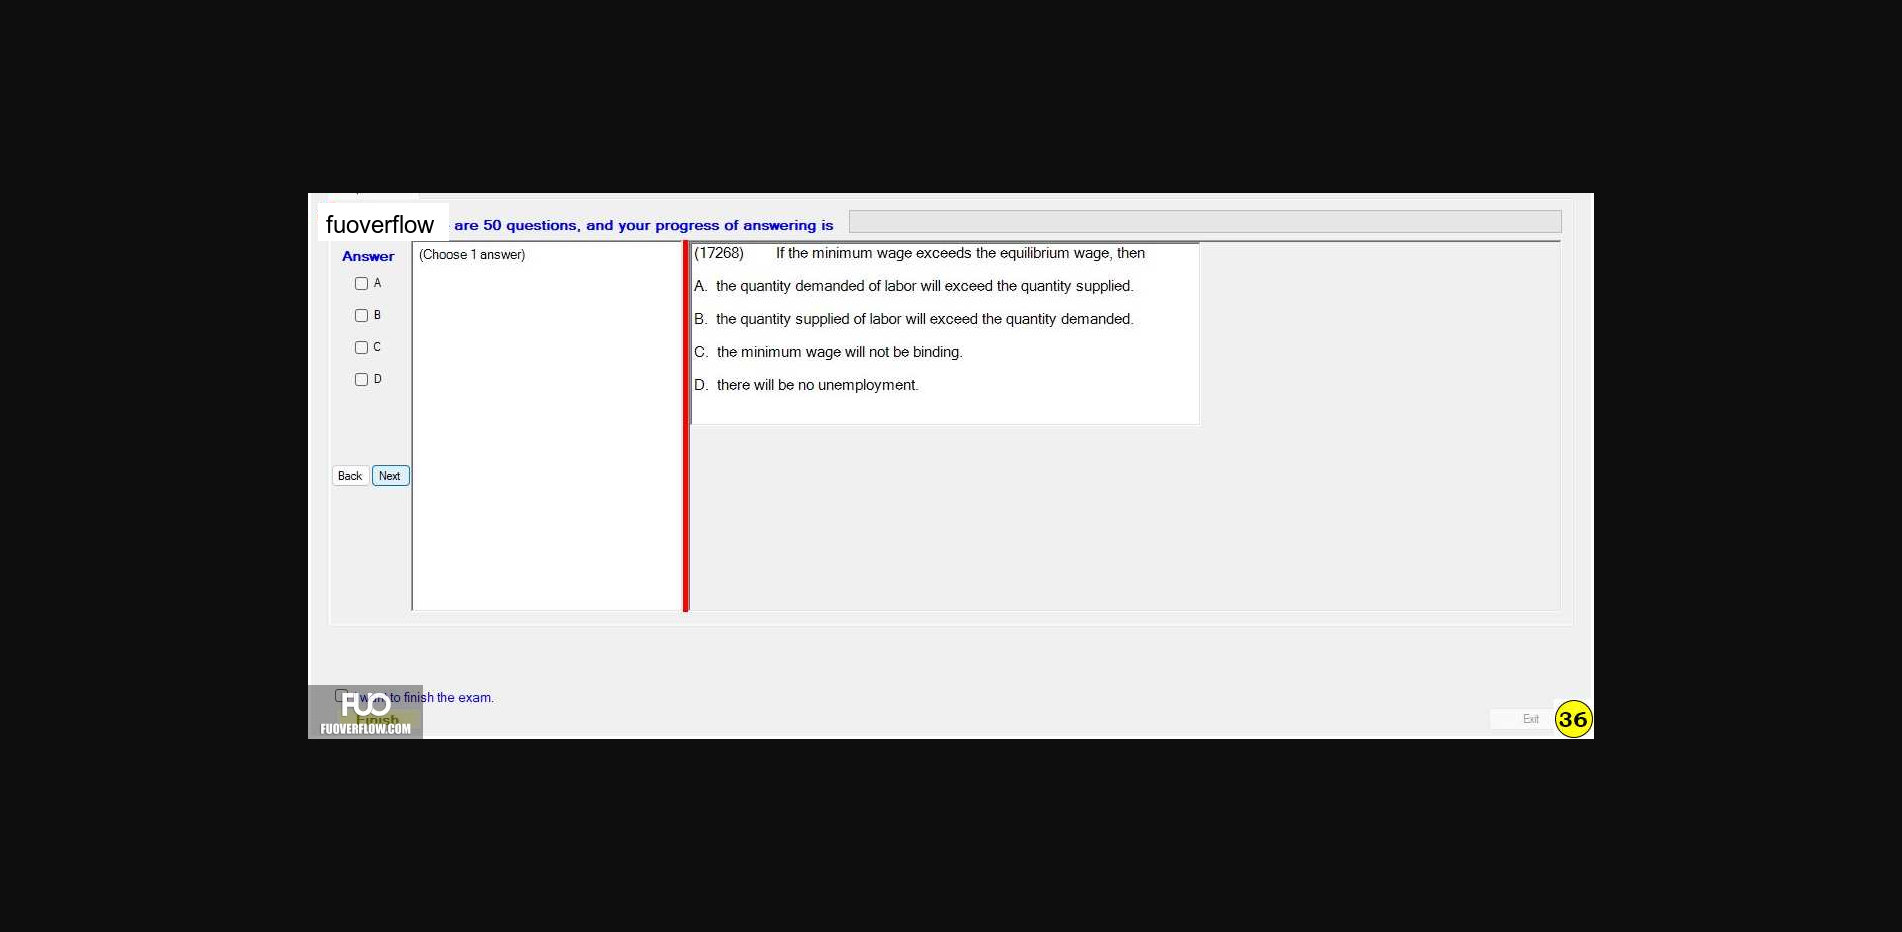 fuoverflow are 50 questions, and your progress of answering is
Answer
(Choose 1 answer)
A
B
C
D
Back Next
(17268) If the minimum wage exceeds the equilibrium wage, then
A. the quantity demanded of labor will exceed the quantity supplied.
B. the quantity supplied of labor will exceed the quantity demanded.
C. the minimum wage will not be binding.
D. there will be no unemployment.
want to finish the exam.
FUO
Finish
FUOVERFLOW.COM
Exit
36